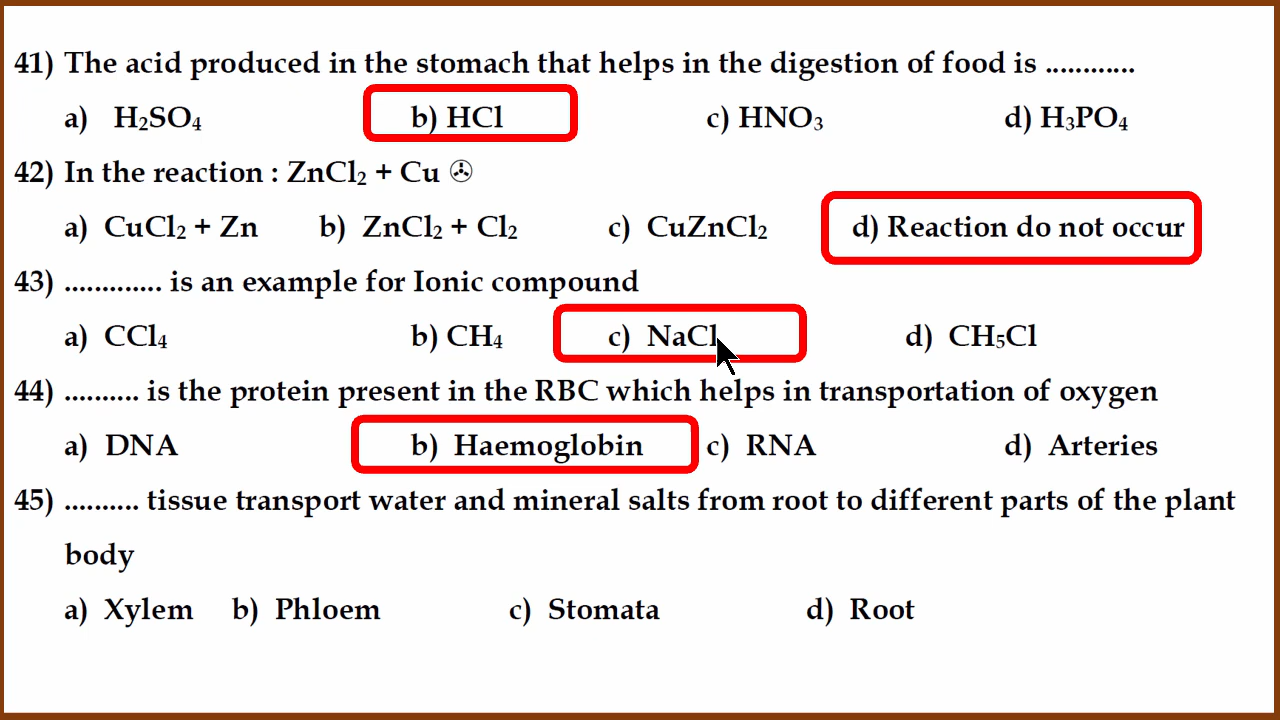 41) The acid produced in the stomach that helps in the digestion of food is ............
a) H₂SO₄ b) HCl c) HNO₃ d) H₃PO₄
42) In the reaction : ZnCl₂ + Cu ✇
a) CuCl₂ + Zn b) ZnCl₂ + Cl₂ c) CuZnCl₂ d) Reaction do not occur
43) ............. is an example for Ionic compound
a) CCl₄ b) CH₄ c) NaCl d) CH₅Cl
44) .......... is the protein present in the RBC which helps in transportation of oxygen
a) DNA b) Haemoglobin c) RNA d) Arteries
45) .......... tissue transport water and mineral salts from root to different parts of the plant
body
a) Xylem b) Phloem c) Stomata d) Root